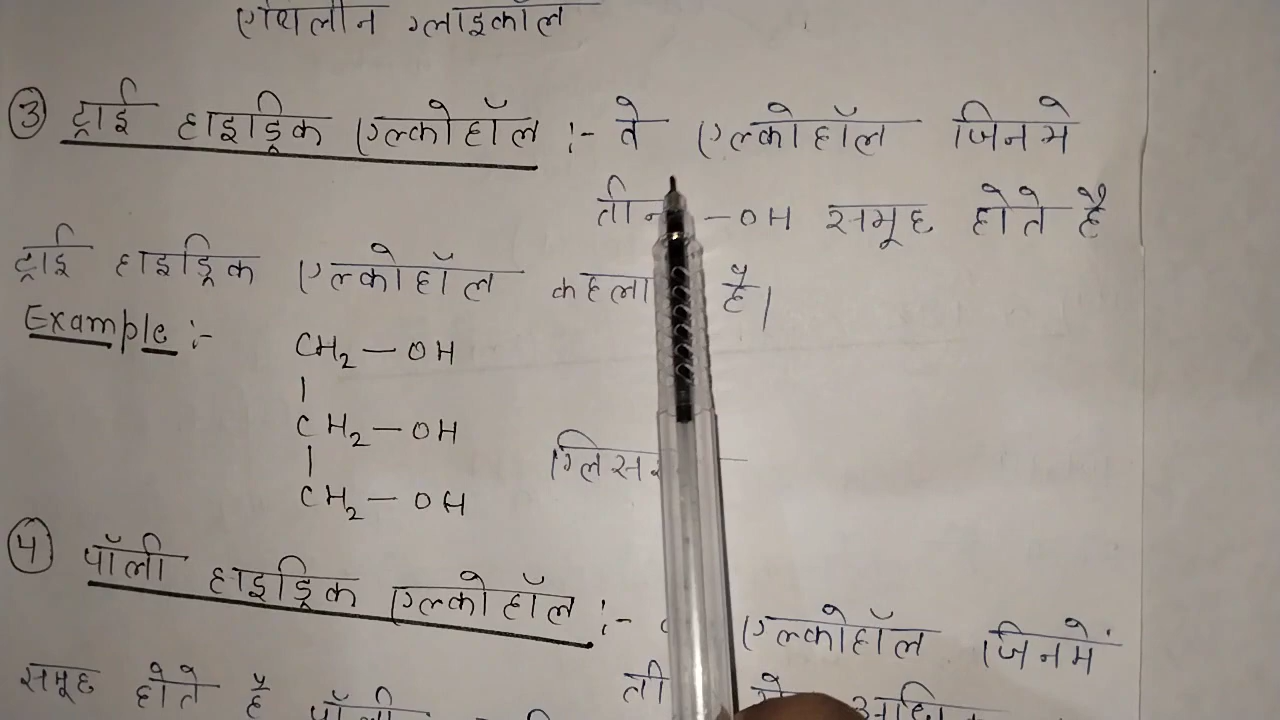 एथिलीन ग्लाइकॉल
③ ट्राई हाइड्रिक एल्कोहॉल :- वे एल्कोहॉल जिनमे
तीन -OH समूह होते है
ट्राई हाइड्रिक एल्कोहॉल कहला है।
Example :-
CH₂-OH
|
CH₂-OH
|
CH₂-OH
④ पॉली हाइड्रिक एल्कोहॉल :- एल्कोहॉल जिनमें
समूह होते है पॉली